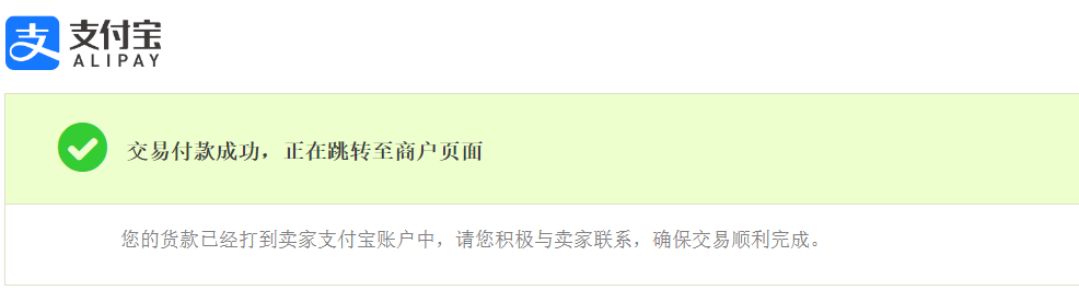 支付宝
ALIPAY
交易付款成功，正在跳转至商户页面
您的货款已经打到卖家支付宝账户中，请您积极与卖家联系，确保交易顺利完成。